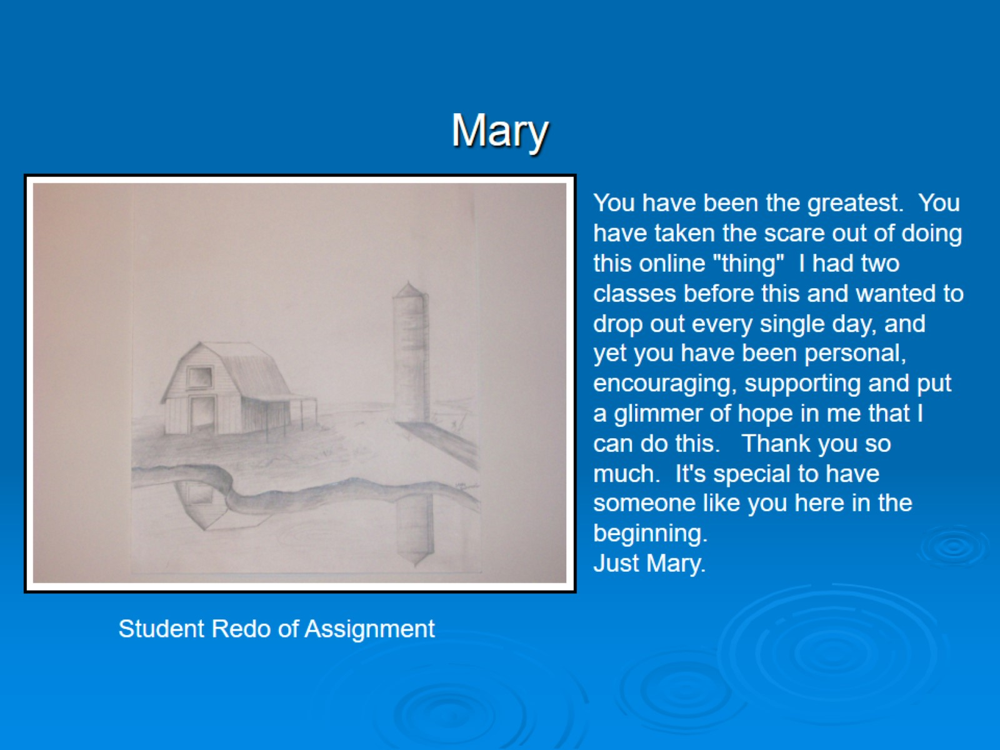 Mary
You have been the greatest.  You
have taken the scare out of doing
this online "thing"  I had two
classes before this and wanted to
drop out every single day, and
yet you have been personal,
encouraging, supporting and put
a glimmer of hope in me that I
can do this.   Thank you so
much.  It's special to have
someone like you here in the
beginning.
Just Mary.
Student Redo of Assignment